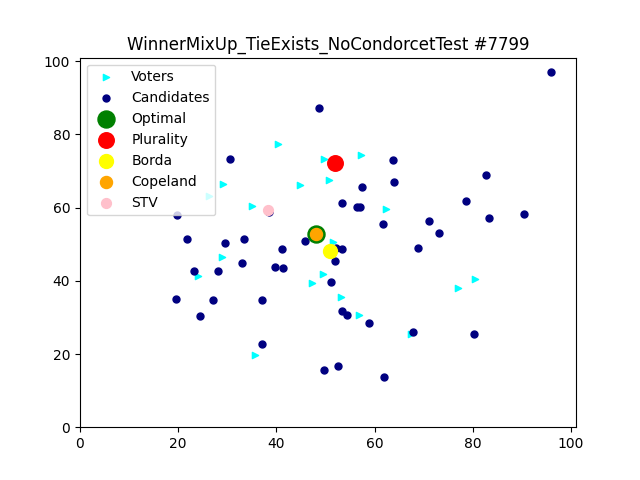 WinnerMixUp_TieExists_NoCondorcetTest #7799
100
80
60
40
20
0
Voters
Candidates
Optimal
Plurality
Borda
Copeland
STV
0 20 40 60 80 100